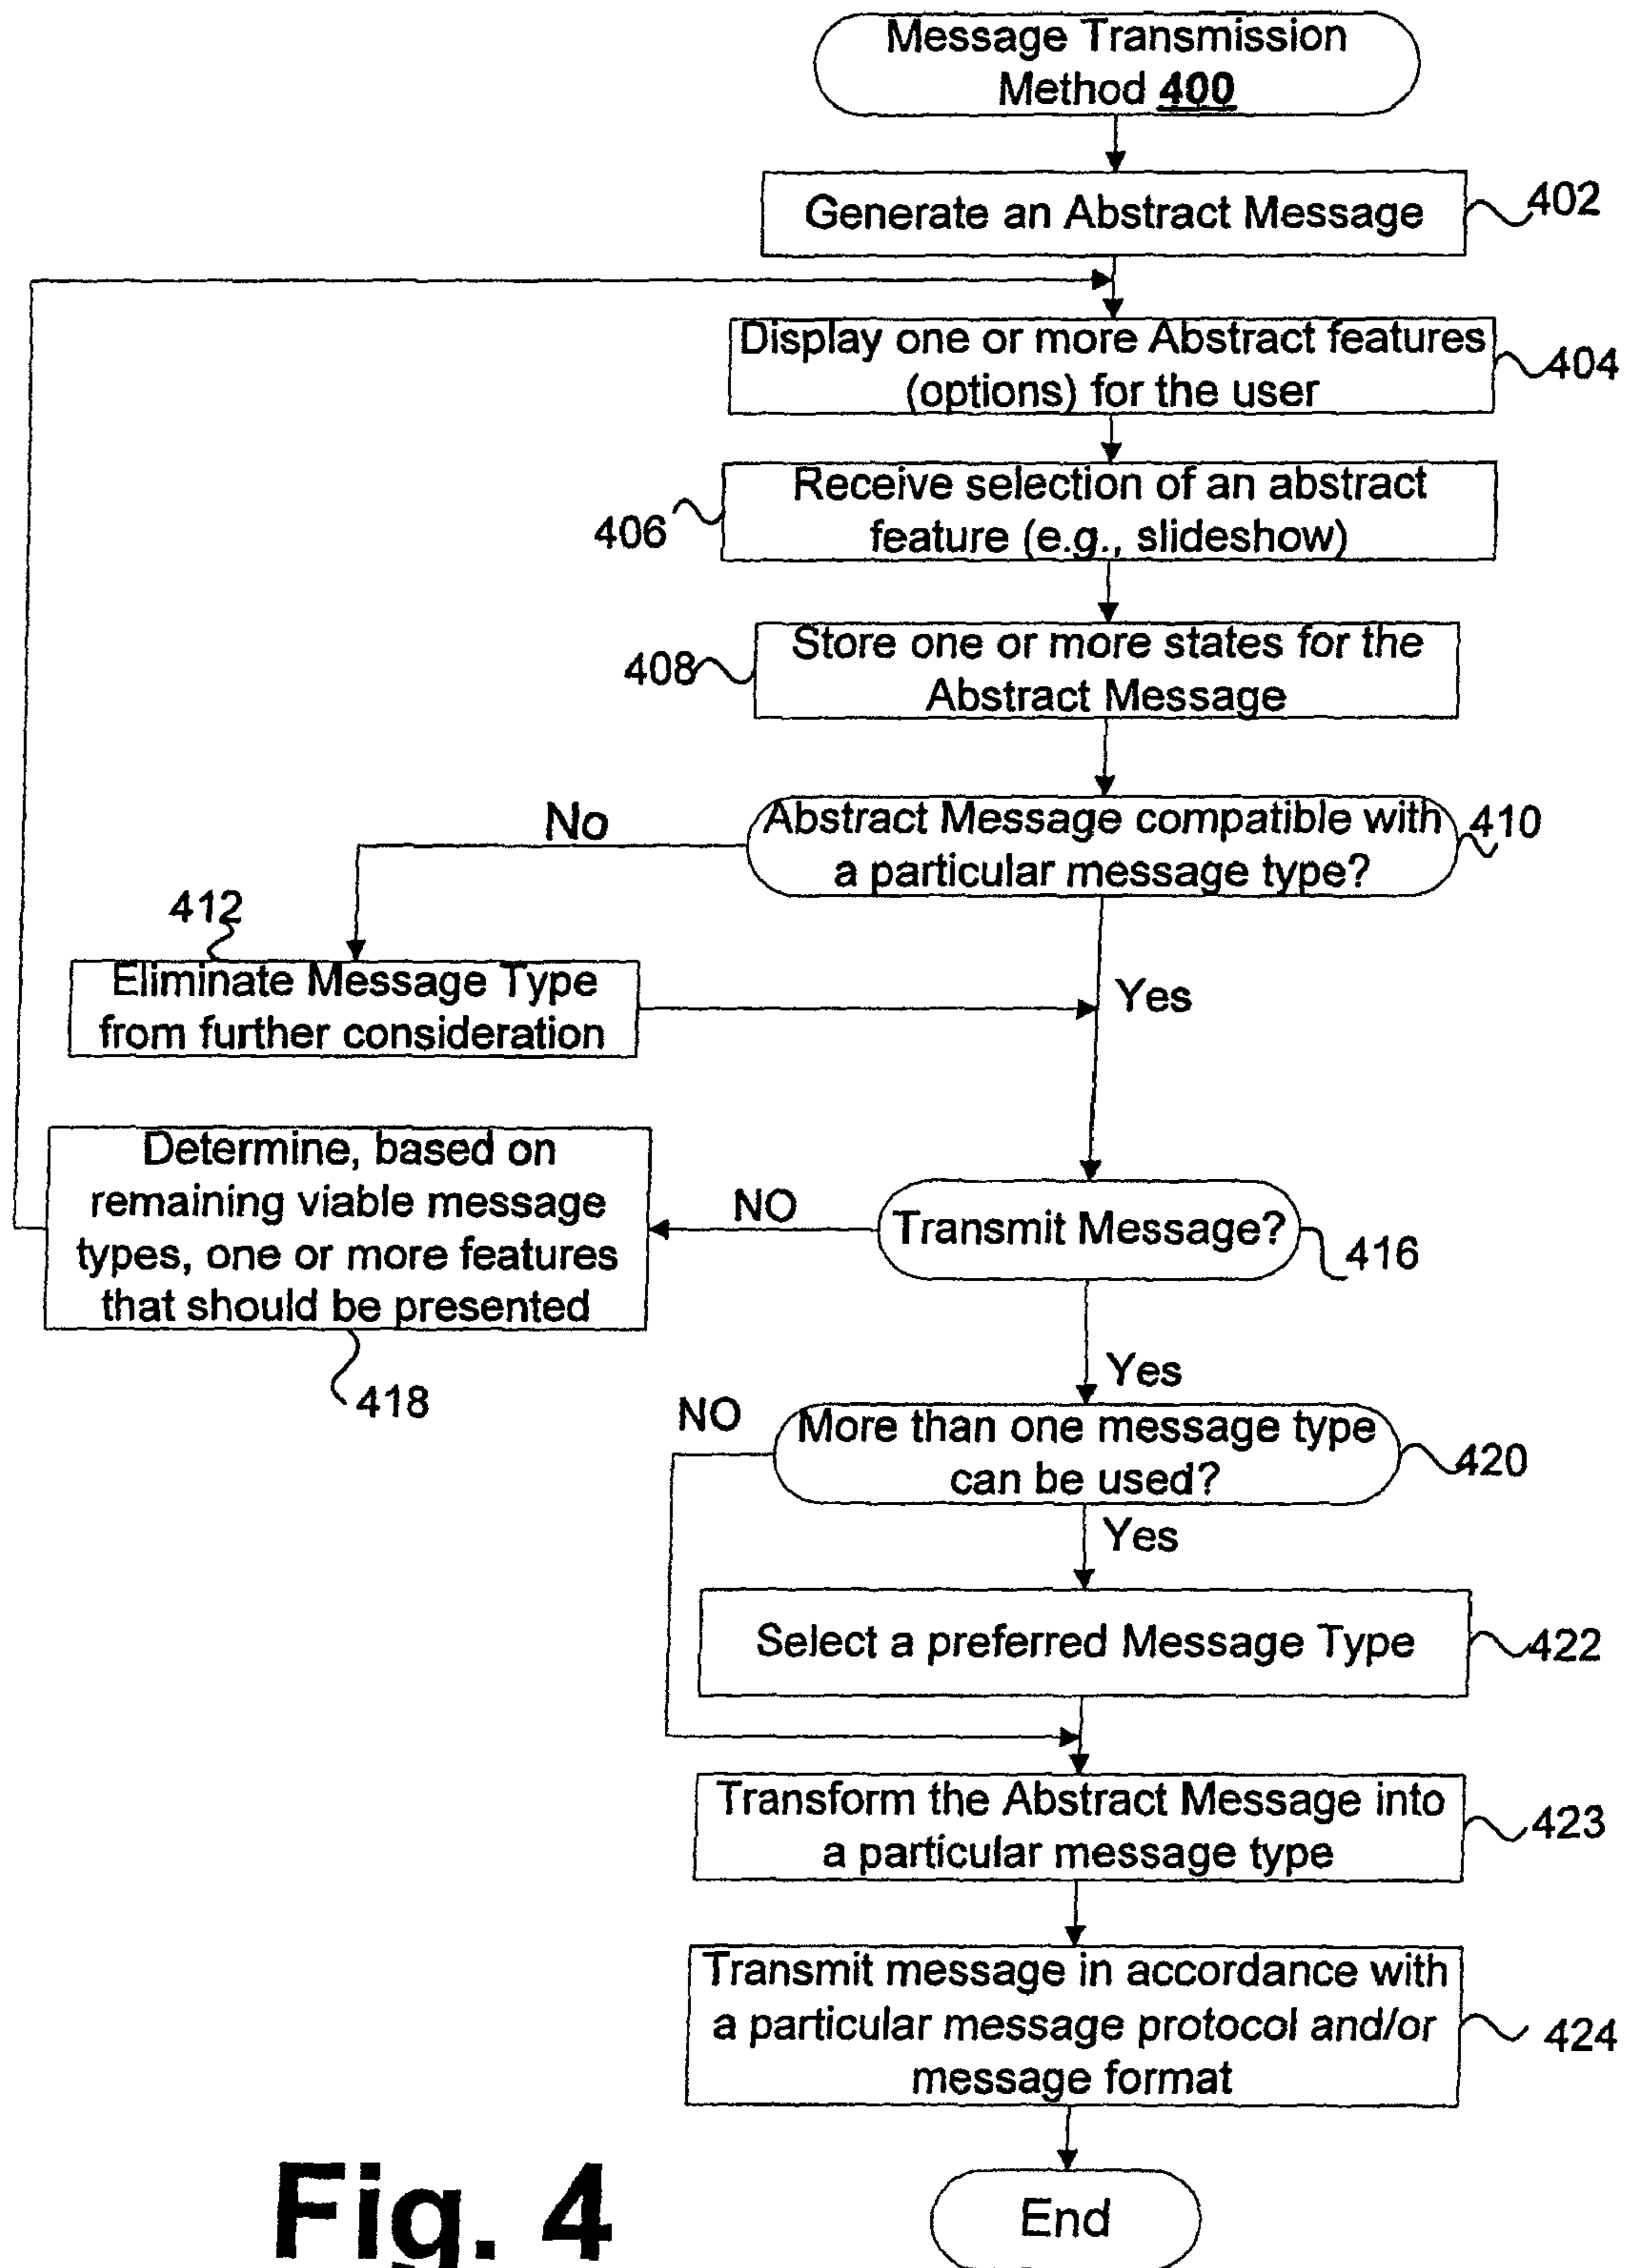 Message Transmission
Method 400
Generate an Abstract Message
402
Display one or more Abstract features
(options) for the user
404
Receive selection of an abstract
feature (e.g., slideshow)
406
Store one or more states for the
Abstract Message
408
No
Abstract Message compatible with
a particular message type?
410
412
Eliminate Message Type
from further consideration
Yes
Determine, based on
remaining viable message
types, one or more features
that should be presented
NO
Transmit Message?
416
418
Yes
NO
More than one message type
can be used?
420
Yes
Select a preferred Message Type
422
Transform the Abstract Message into
a particular message type
423
Transmit message in accordance with
a particular message protocol and/or
message format
424
End
Fig. 4